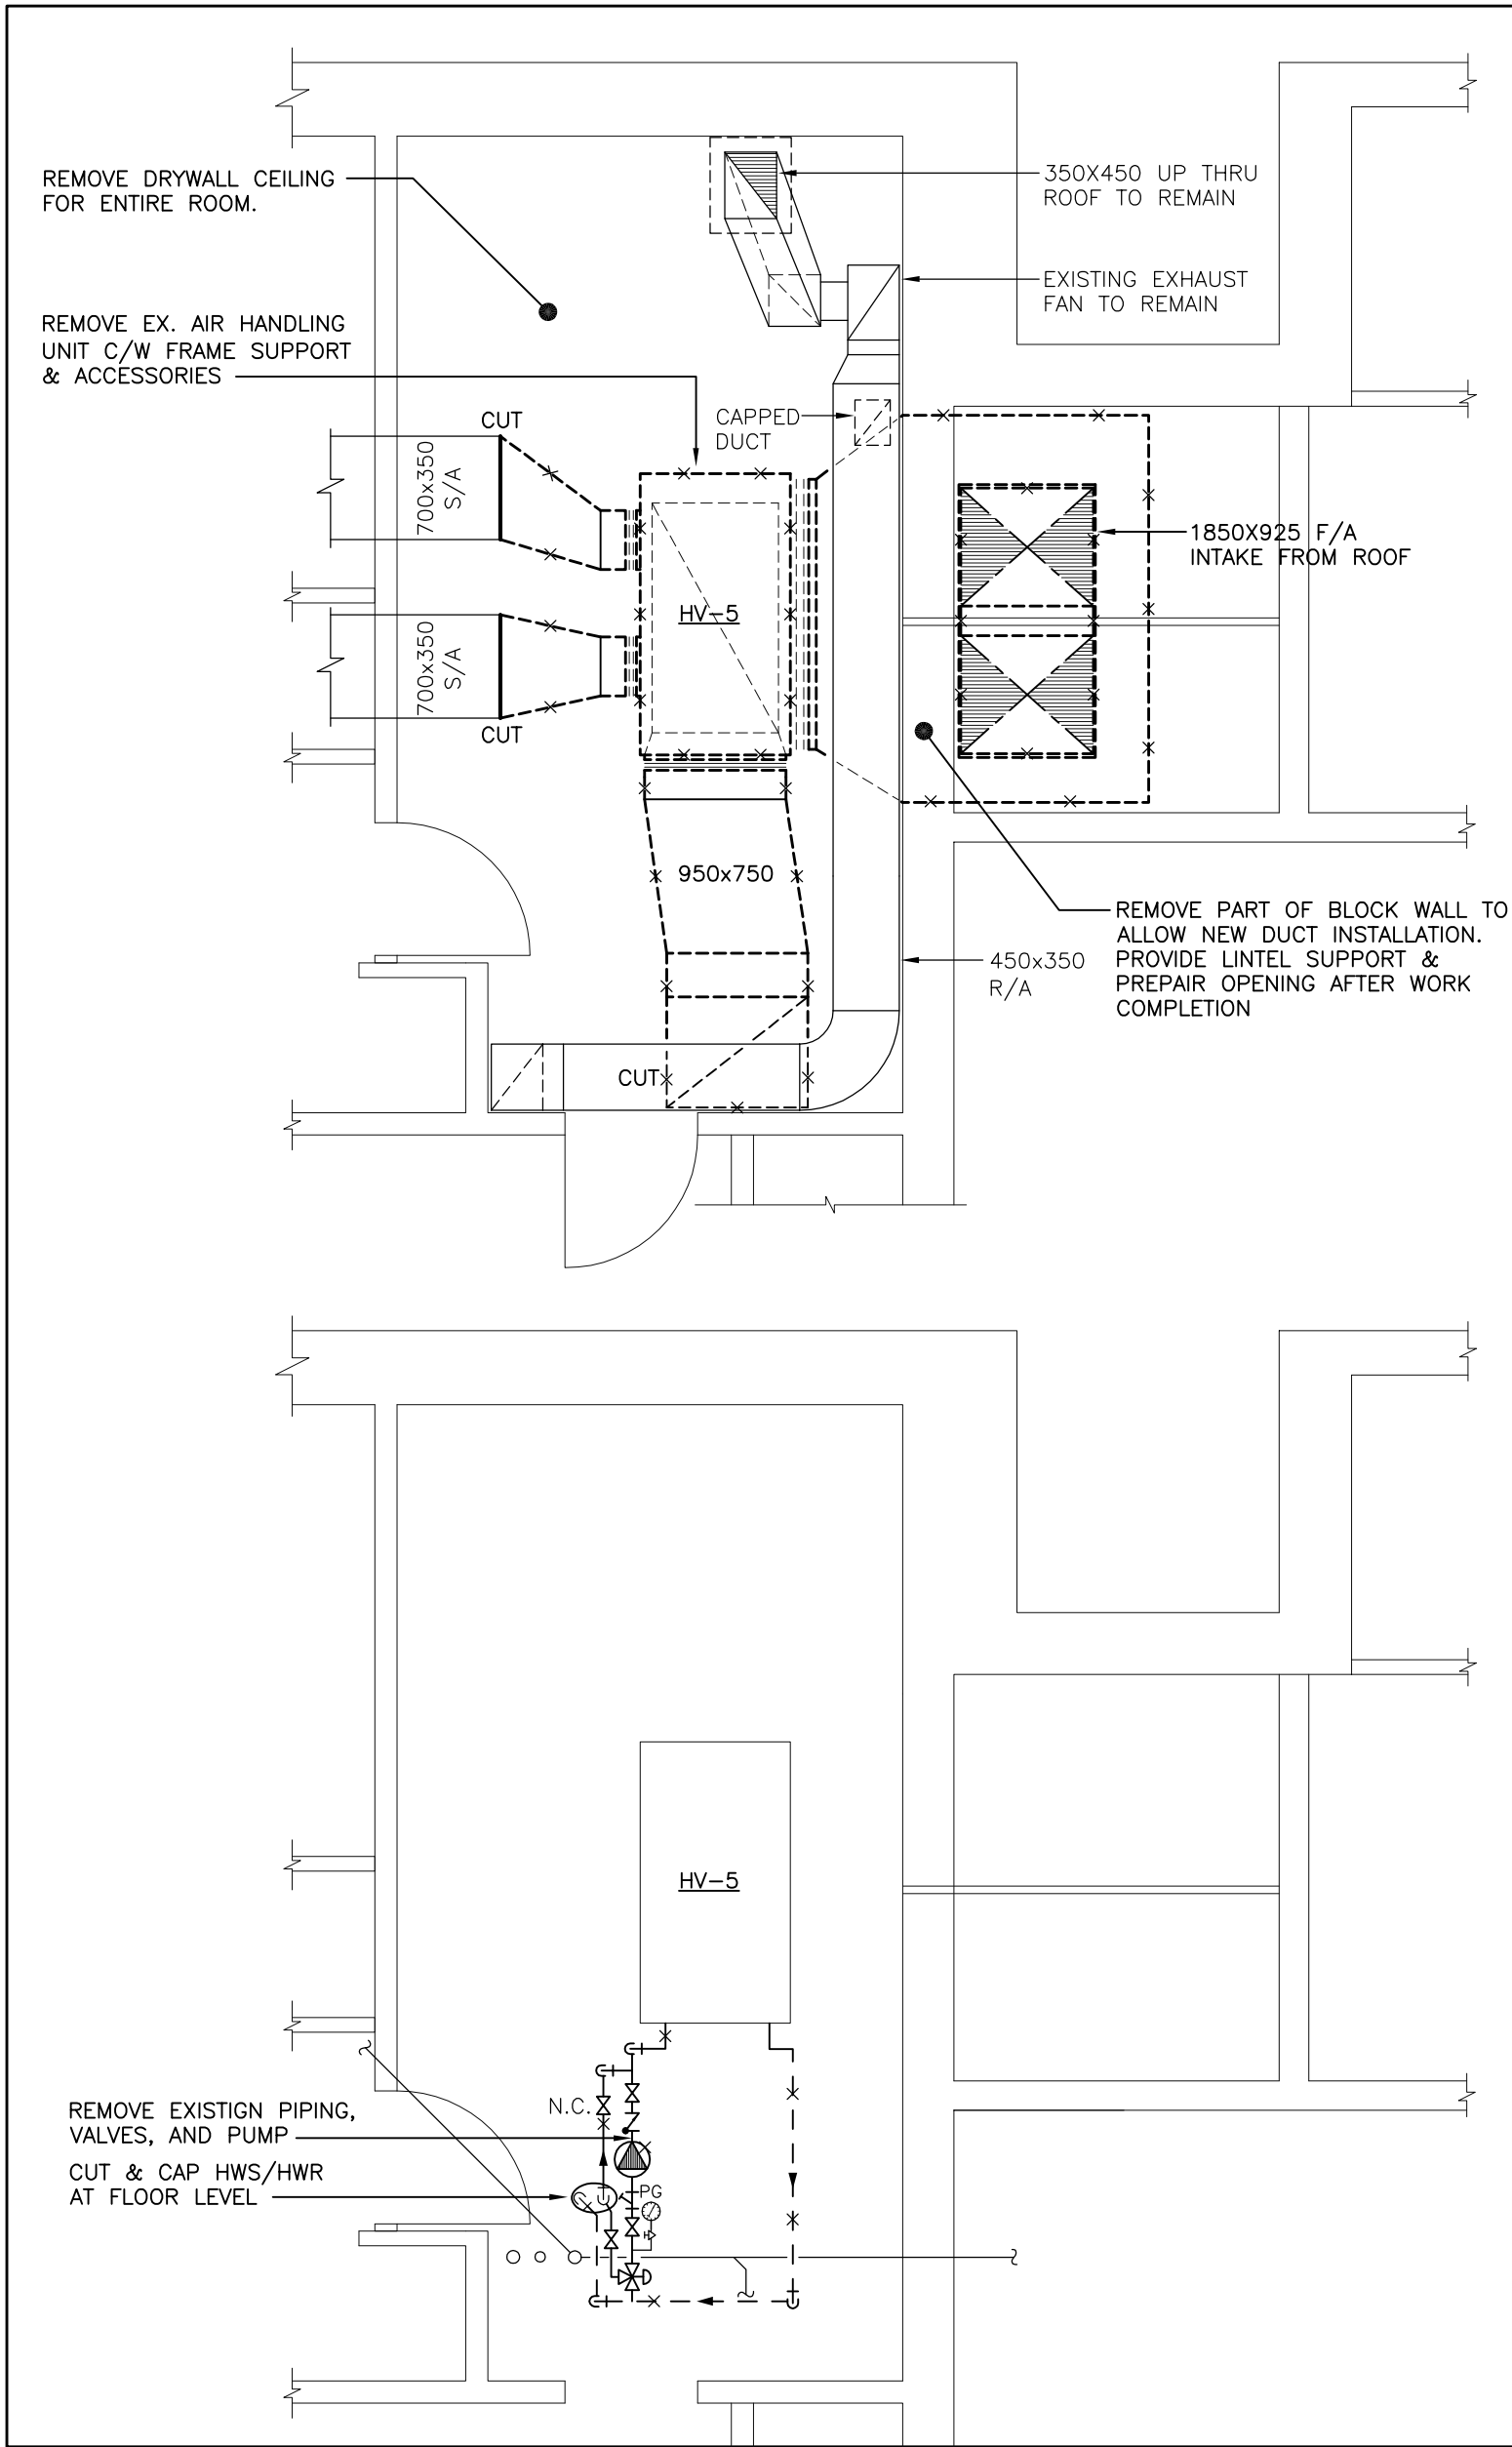 REMOVE DRYWALL CEILING
FOR ENTIRE ROOM.
350X450 UP THRU
ROOF TO REMAIN
EXISTING EXHAUST
FAN TO REMAIN
REMOVE EX. AIR HANDLING
UNIT C/W FRAME SUPPORT
& ACCESSORIES
CUT
700x350
S/A
CAPPED
DUCT
1850X925 F/A
INTAKE FROM ROOF
HV-5
700x350
S/A
CUT
950x750
REMOVE PART OF BLOCK WALL TO
ALLOW NEW DUCT INSTALLATION.
PROVIDE LINTEL SUPPORT &
PREPAIR OPENING AFTER WORK
COMPLETION
450x350
R/A
CUT
HV-5
N.C.
REMOVE EXISTIGN PIPING,
VALVES, AND PUMP
CUT & CAP HWS/HWR
AT FLOOR LEVEL
PG